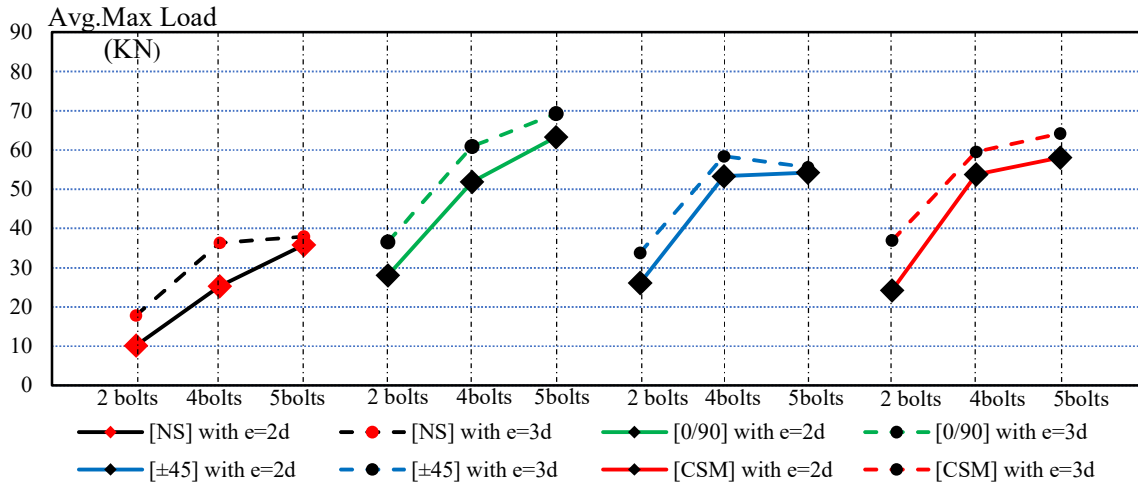 Avg.Max Load
(KN)
90
80
70
60
50
40
30
20
10
0
2 bolts 4bolts 5bolts 2 bolts 4bolts 5bolts 2 bolts 4bolts 5bolts 2 bolts 4bolts 5bolts
[NS] with e=2d [NS] with e=3d [0/90] with e=2d [0/90] with e=3d
[±45] with e=2d [±45] with e=3d [CSM] with e=2d [CSM] with e=3d